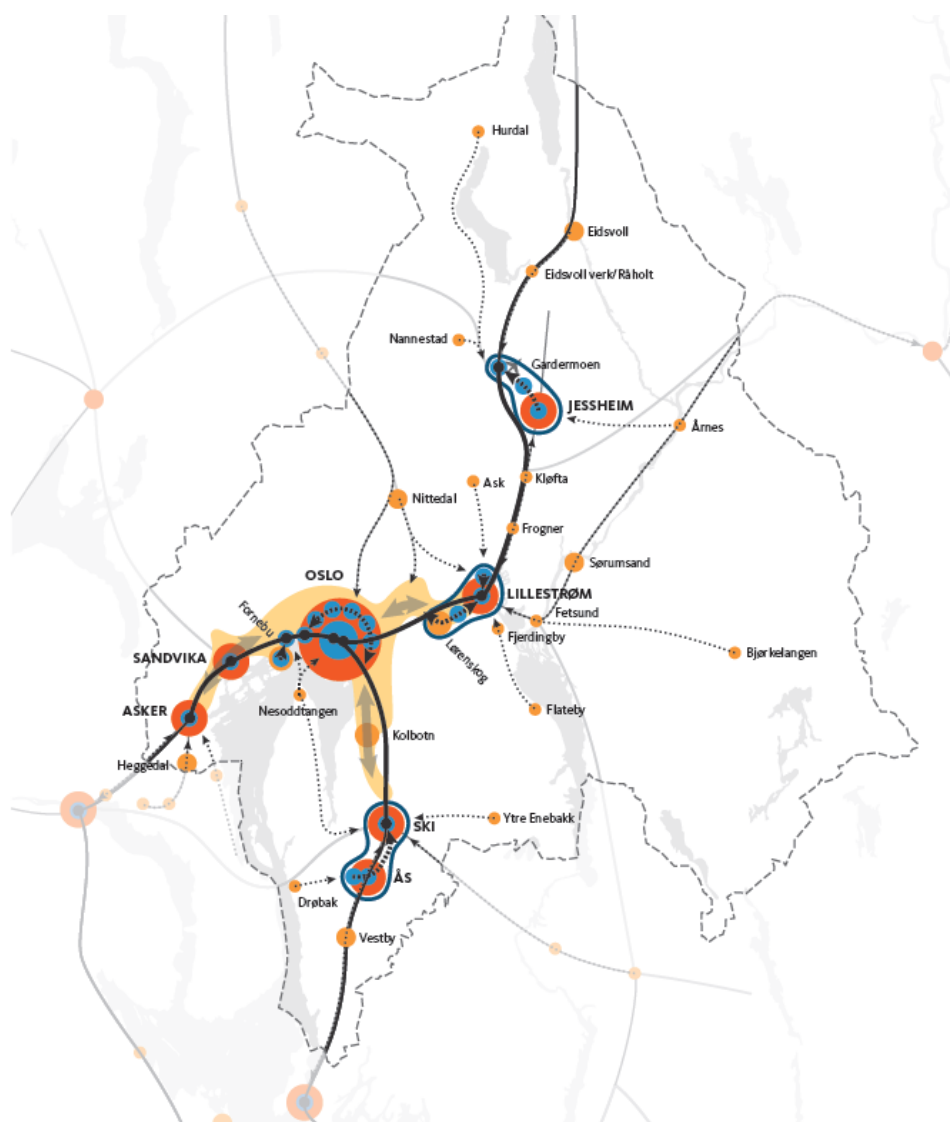 Hurdal
Eidsvoll
Eidsvoll verk/Råholt
Nannestad
Gardermoen
JESSHEIM
Årnes
Ask
Kløfta
Nittedal
Frogner
Sørumsand
OSLO
LILLESTRØM
Fornebu
Fetsund
Fjerdingby
Lørenskog
Bjørkelangen
SANDVIKA
ASKER
Nesoddtangen
Flateby
Kolbotn
Heggedal
Ytre Enebakk
SKI
ÅS
Drøbak
Vestby